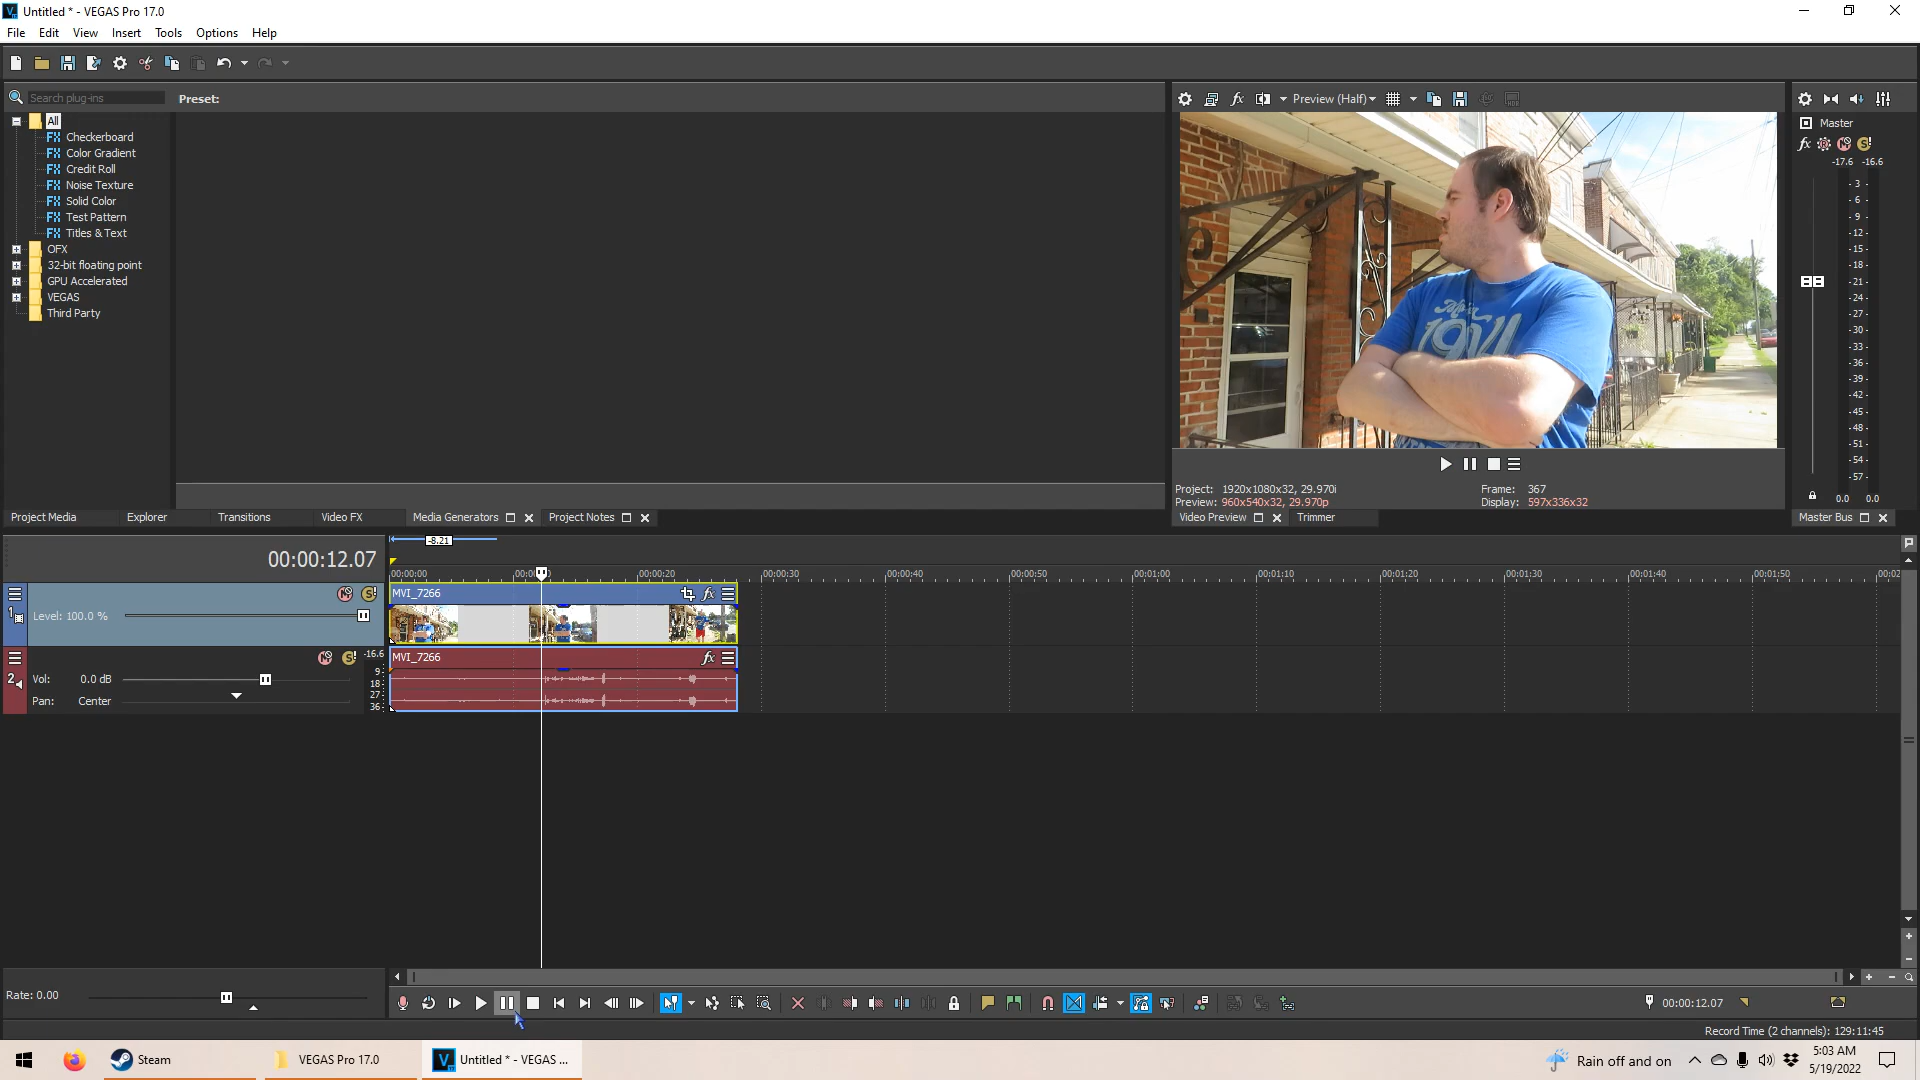 Untitled * - VEGAS Pro 17.0
File Edit View Insert Tools Options Help
Search plug-ins
Preset:
Preview (Half)
All
Checkerboard
Color Gradient
Credit Roll
Noise Texture
Solid Color
Test Pattern
Titles & Text
OFX
32-bit floating point
GPU Accelerated
VEGAS
Third Party
Master
-17.6 -16.6
- 3 -
- 6 -
- 9 -
- 12 -
- 15 -
- 18 -
- 21 -
- 24 -
- 27 -
- 30 -
- 33 -
- 36 -
- 39 -
- 42 -
- 45 -
- 48 -
- 51 -
- 54 -
- 57 -
0.0 0.0
Project: 1920x1080x32, 29.970i
Preview: 960x540x32, 29.970p
Frame: 367
Display: 597x336x32
Project Media Explorer Transitions Video FX Media Generators Project Notes
Video Preview Trimmer
Master Bus
00:00:12.07
-8.21
00:00:00 00:00:20 00:00:30 00:00:40 00:00:50 00:01:00 00:01:10 00:01:20 00:01:30 00:01:40 00:01:50
1
Level: 100.0 %
MVI_7266
2
Vol: 0.0 dB
Pan: Center
-16.6
9
18
27
36
MVI_7266
Rate: 0.00
00:00:12.07
Record Time (2 channels): 129:11:45
Steam
VEGAS Pro 17.0
Untitled * - VEGAS ...
Rain off and on
5:03 AM
5/19/2022